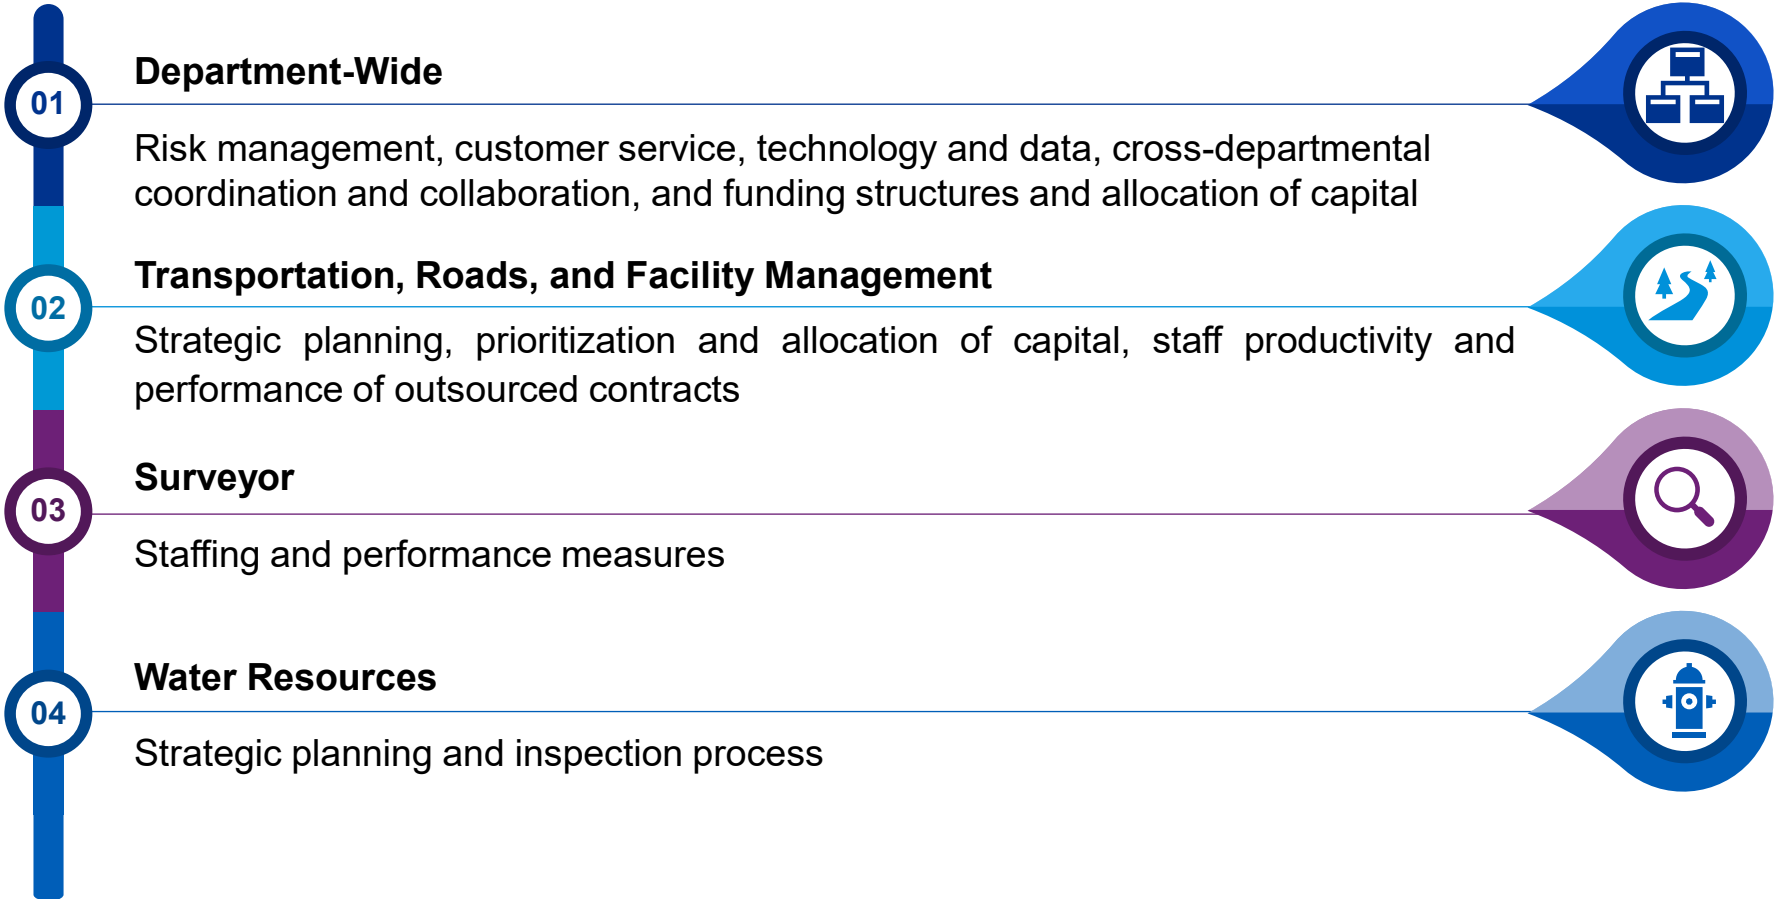 01
Department-Wide
Risk management, customer service, technology and data, cross-departmental
coordination and collaboration, and funding structures and allocation of capital
02
Transportation, Roads, and Facility Management
Strategic planning, prioritization and allocation of capital, staff productivity and
performance of outsourced contracts
03
Surveyor
Staffing and performance measures
04
Water Resources
Strategic planning and inspection process